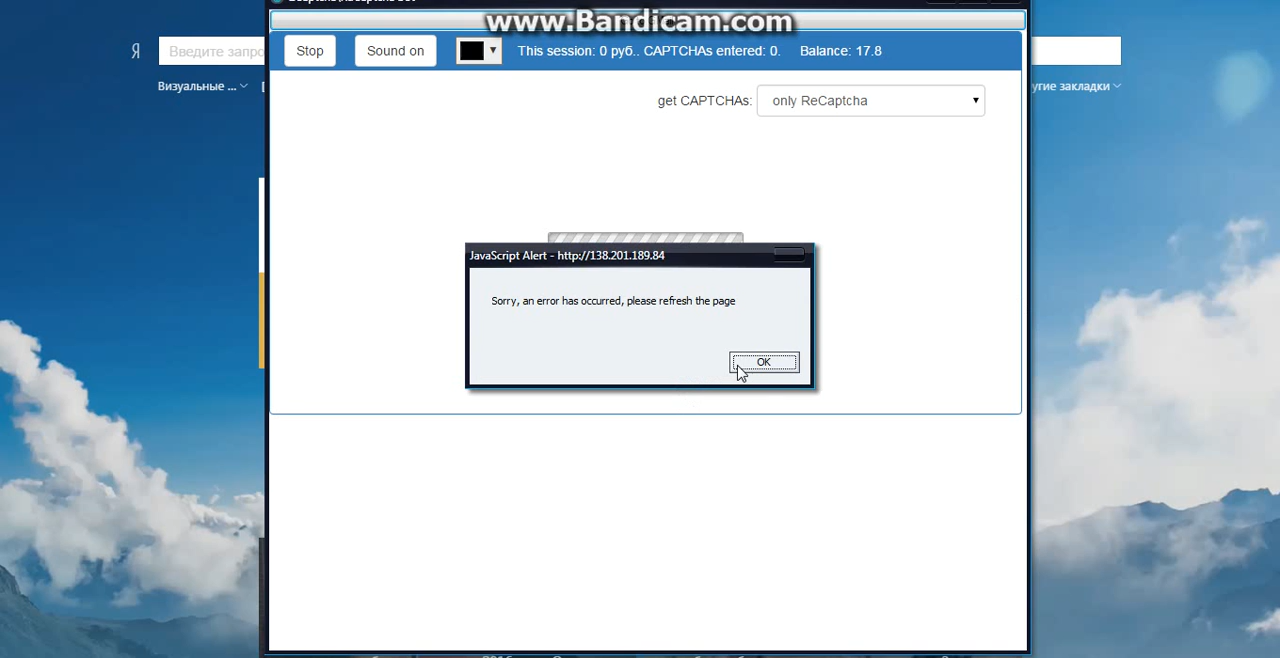 www.Bandicam.com
Я Введите запро
Stop Sound on This session: 0 руб.. CAPTCHAs entered: 0. Balance: 17.8
Визуальные ...
угие закладки
get CAPTCHAs: only ReCaptcha
JavaScript Alert - http://138.201.189.84
Sorry, an error has occurred, please refresh the page
OK